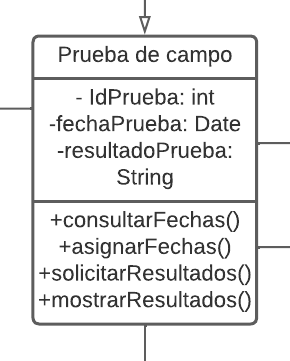 Prueba de campo
- IdPrueba: int
-fechaPrueba: Date
-resultadoPrueba:
String
+consultarFechas()
+asignarFechas()
+solicitarResultados()
+mostrarResultados()